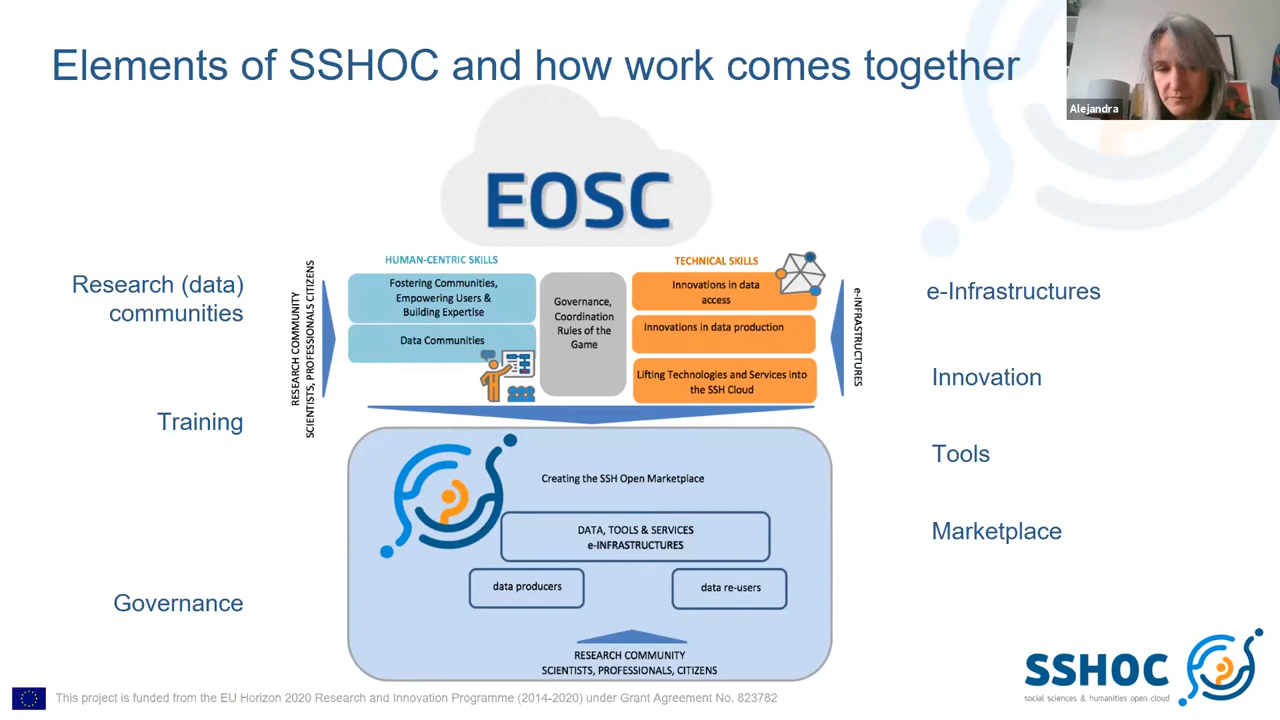 Elements of SSHOC and how work comes together
Alejandra
EOSC
HUMAN-CENTRIC SKILLS
TECHNICAL SKILLS
Research (data)
communities
Training
Governance
RESEARCH COMMUNITY
SCIENTISTS, PROFESSIONALS, CITIZENS
Fostering Communities,
Empowering Users &
Building Expertise
Data Communities
Governance,
Coordination
Rules of the
Game
Innovations in data
access
Innovations in data production
Lifting Technologies and Services into
the SSH Cloud
e-INFRASTRUCTURES
e-Infrastructures
Innovation
Tools
Marketplace
Creating the SSH Open Marketplace
DATA, TOOLS & SERVICES
e-INFRASTRUCTURES
data producers
data re-users
RESEARCH COMMUNITY
SCIENTISTS, PROFESSIONALS, CITIZENS
SSHOC
social sciences & humanities open cloud
This project is funded from the EU Horizon 2020 Research and Innovation Programme (2014-2020) under Grant Agreement No. 823782